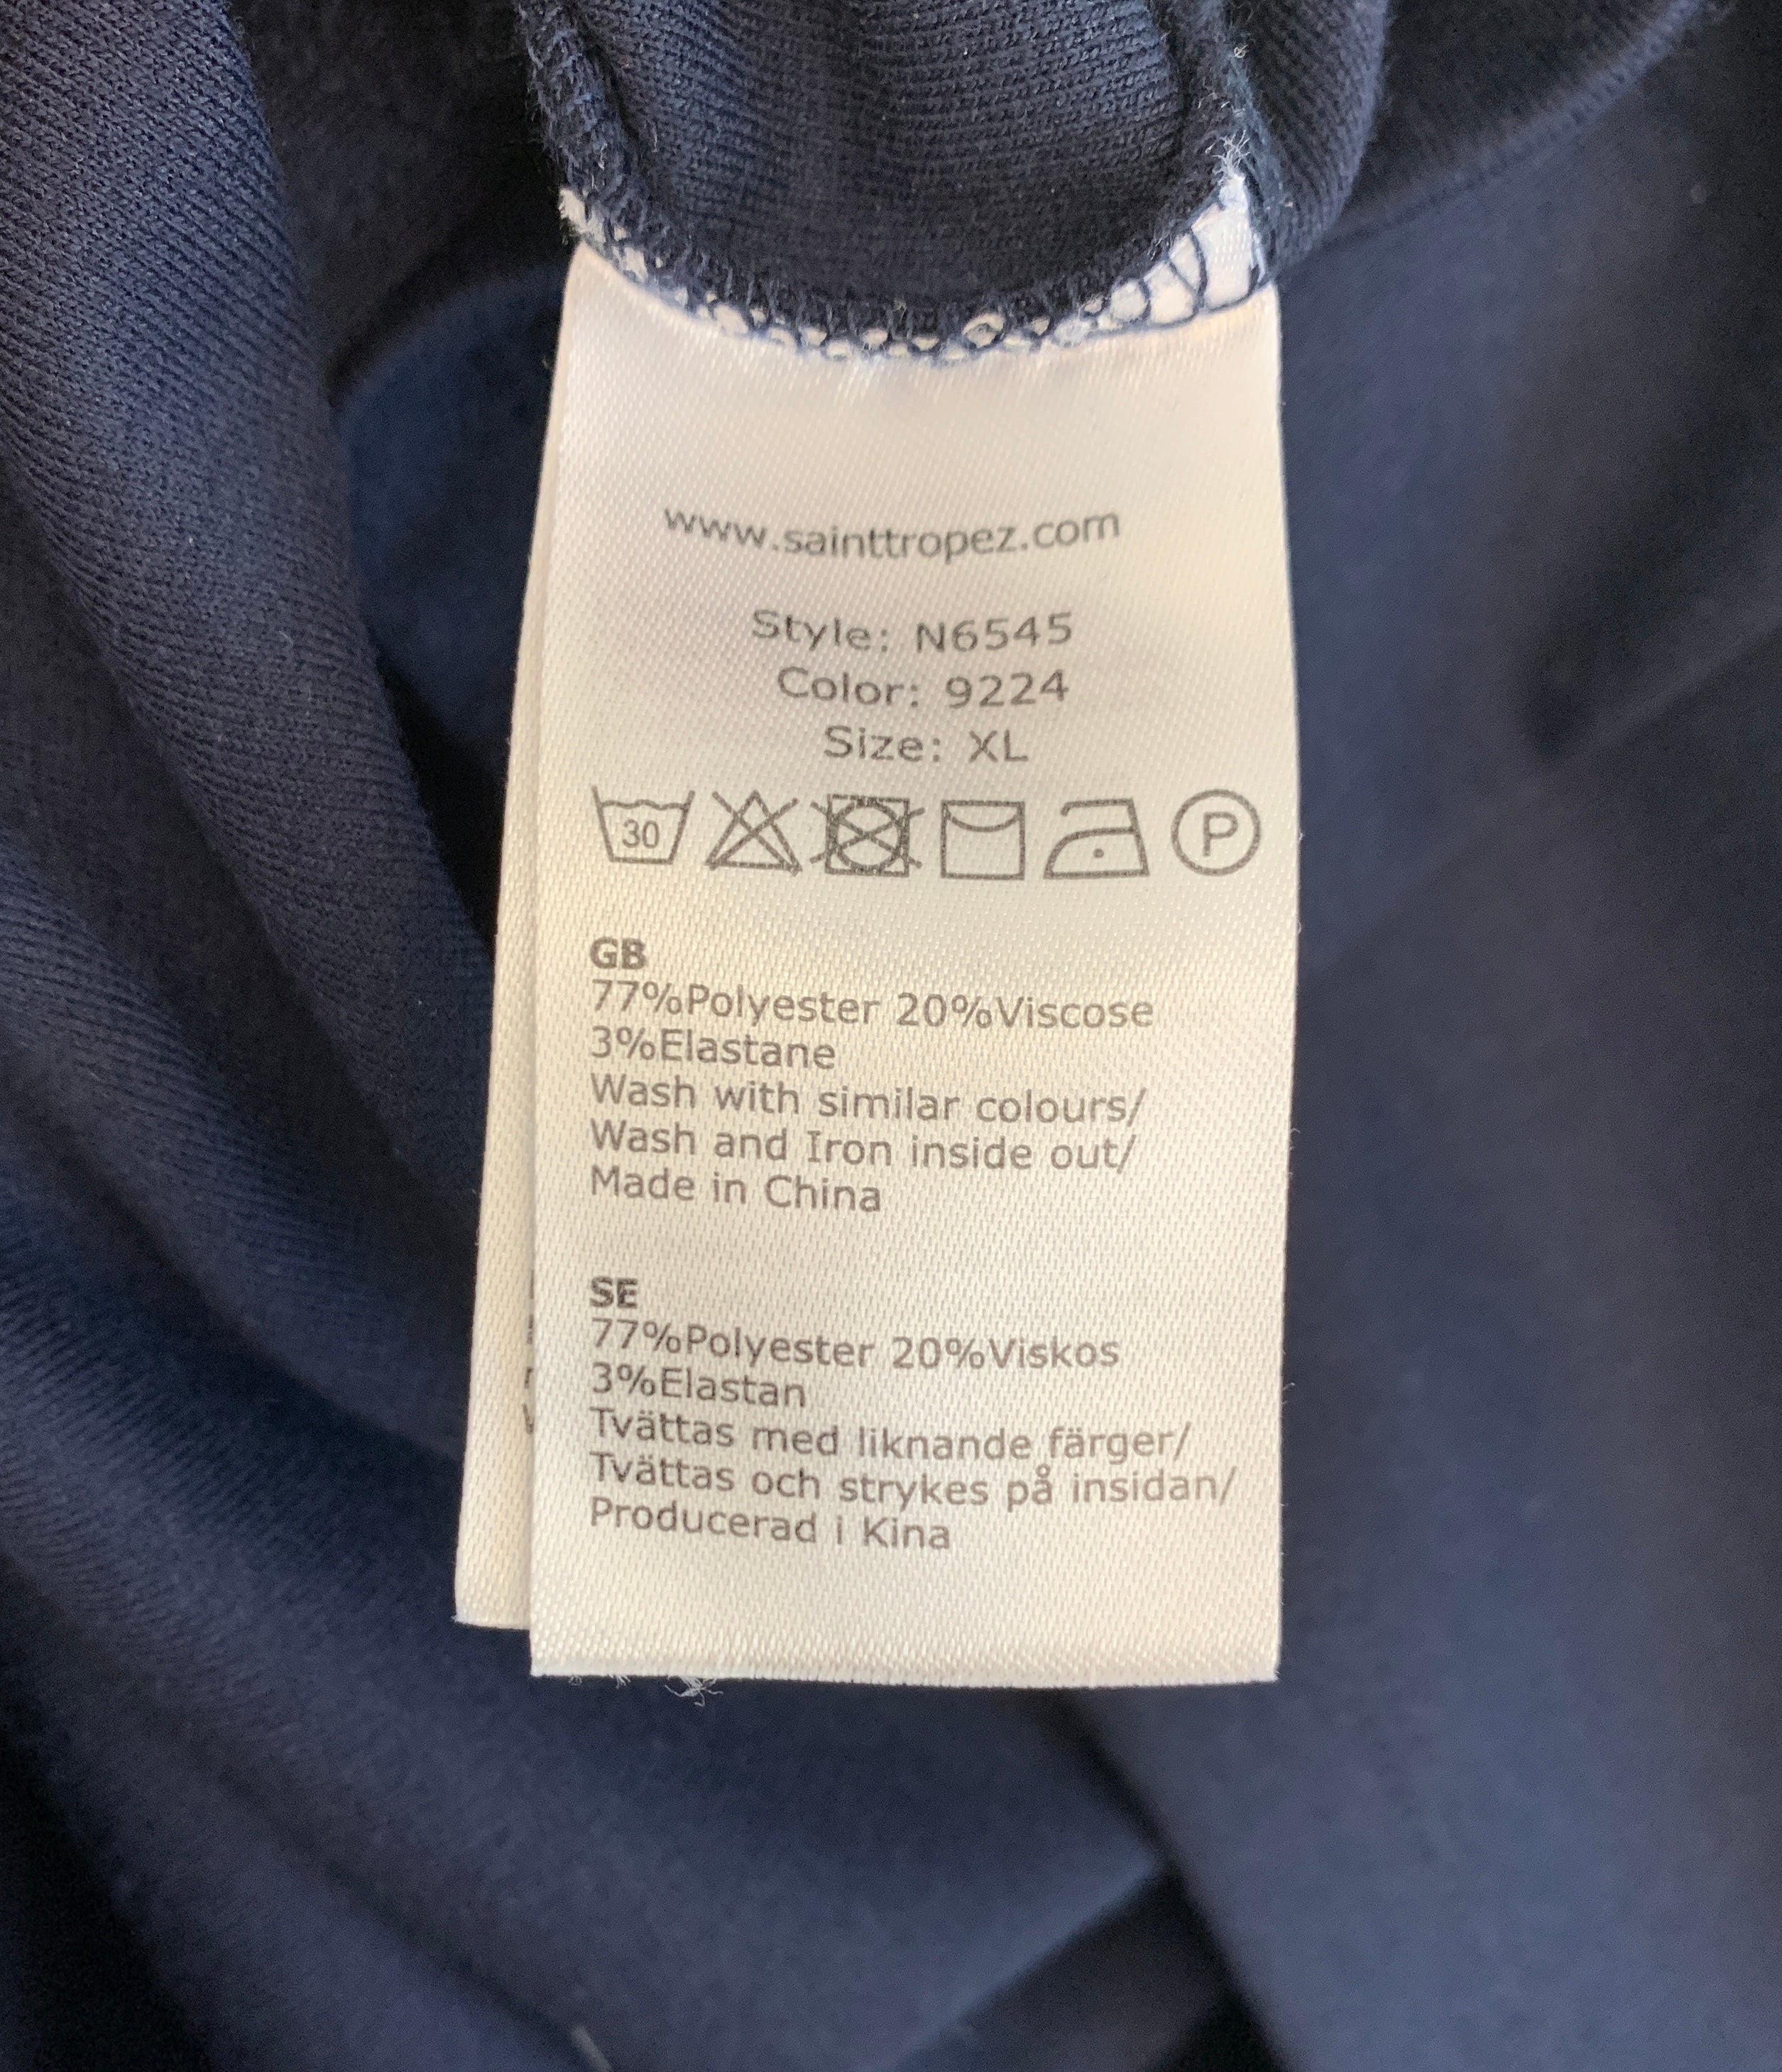 www.sainttropez.com
Style: N6545
Color: 9224
Size: XL
30
P
GB
77%Polyester 20%Viscose
3%Elastane
Wash with similar colours/
Wash and Iron inside out/
Made in China
SE
77%Polyester 20%Viskos
3%Elastan
Tvättas med liknande färger/
Tvättas och strykes på insidan/
Producerad i Kina